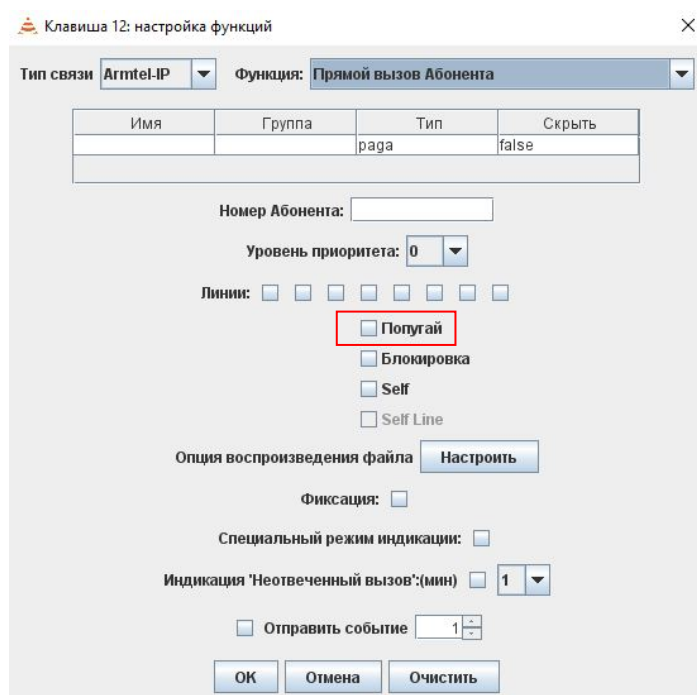 Клавиша 12: настройка функций
Тип связи Armtel-IP Функция: Прямой вызов Абонента
Имя Группа Тип Скрыть
paga false
Номер Абонента:
Уровень приоритета: 0
Линии:
Попугай
Блокировка
Self
Self Line
Опция воспроизведения файла Настроить
Фиксация:
Специальный режим индикации:
Индикация 'Неотвеченный вызов':(мин) 1
Отправить событие 1
ОК Отмена Очистить